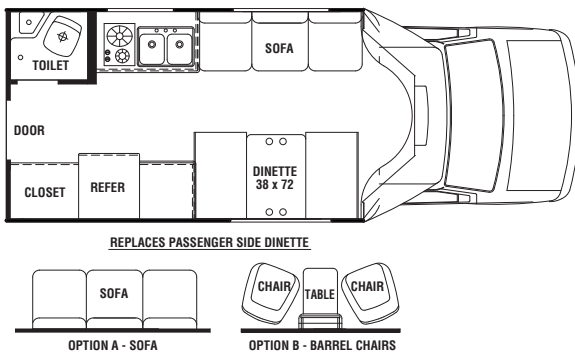 TOILET
SOFA
DOOR
DINETTE
38 x 72
CLOSET
REFER
REPLACES PASSENGER SIDE DINETTE
SOFA
CHAIR
TABLE
CHAIR
OPTION A - SOFA
OPTION B - BARREL CHAIRS